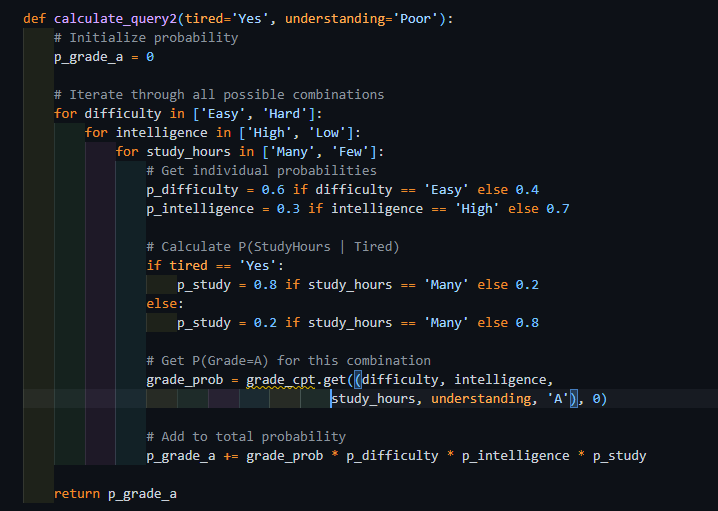 def calculate_query2(tired='Yes', understanding='Poor'):
# Initialize probability
p_grade_a = 0
# Iterate through all possible combinations
for difficulty in ['Easy', 'Hard']:
for intelligence in ['High', 'Low']:
for study_hours in ['Many', 'Few']:
# Get individual probabilities
p_difficulty = 0.6 if difficulty == 'Easy' else 0.4
p_intelligence = 0.3 if intelligence == 'High' else 0.7
# Calculate P(StudyHours | Tired)
if tired == 'Yes':
p_study = 0.8 if study_hours == 'Many' else 0.2
else:
p_study = 0.2 if study_hours == 'Many' else 0.8
# Get P(Grade=A) for this combination
grade_prob = grade_cpt.get((difficulty, intelligence,
study_hours, understanding, 'A'), 0)
# Add to total probability
p_grade_a += grade_prob * p_difficulty * p_intelligence * p_study
return p_grade_a